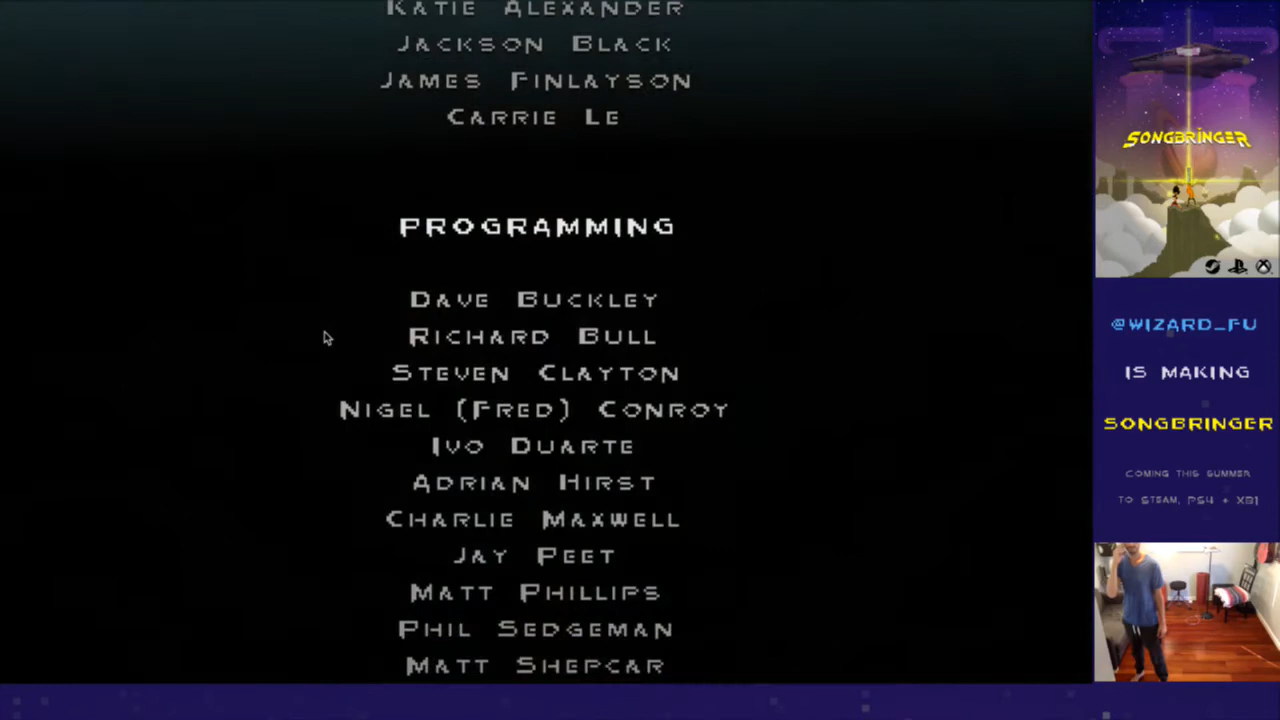 KATIE ALEXANDER
JACKSON BLACK
JAMES FINLAYSON
CARRIE LE
PROGRAMMING
DAVE BUCKLEY
RICHARD BULL
STEVEN CLAYTON
NIGEL (FRED) CONROY
IVO DUARTE
ADRIAN HIRST
CHARLIE MAXWELL
JAY PEET
MATT PHILLIPS
PHIL SEDGEMAN
MATT SHEPCAR
SONGBRINGER
@WIZARD_FU
IS MAKING
SONGBRINGER
COMING THIS SUMMER
TO STEAM, PS4 + XB1